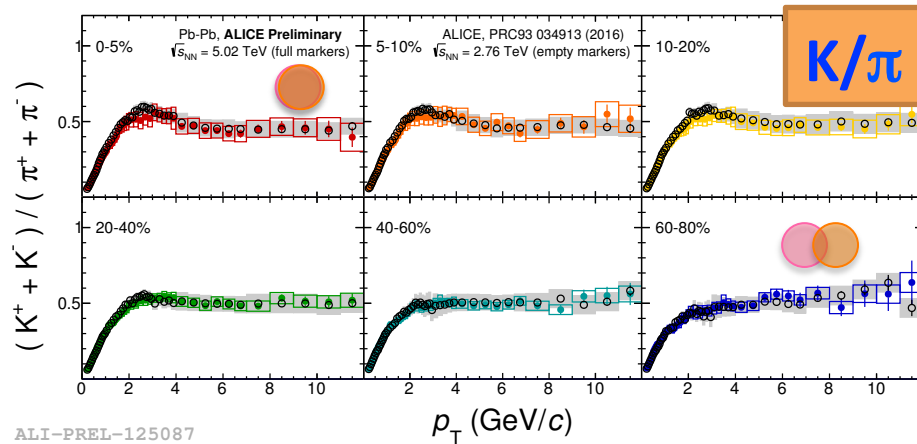 Pb-Pb, ALICE Preliminary
√sNN = 5.02 TeV (full markers)
0-5%
ALICE, PRC93 034913 (2016)
√sNN = 2.76 TeV (empty markers)
5-10%
10-20%
K/π
1
0.5
20-40%
40-60%
60-80%
1
0.5
0 2 4 6 8 10
2 4 6 8 10
2 4 6 8 10
(K⁺ + K⁻) / (π⁺ + π⁻)
pT (GeV/c)
ALI-PREL-125087